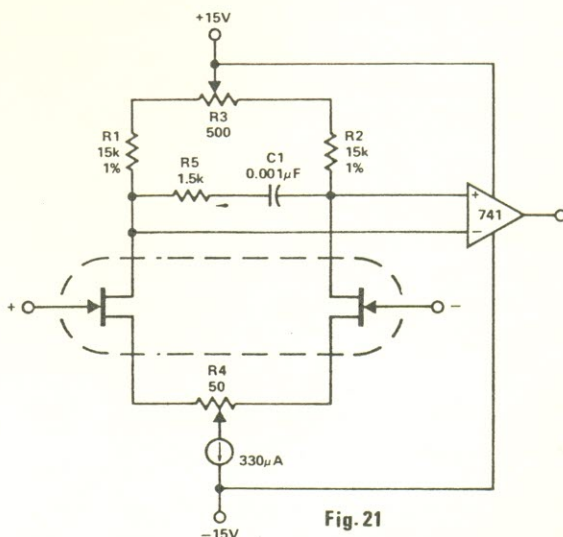 +15V
R3
500
R1
15k
1%
R2
15k
1%
R5
1.5k
C1
0.001μF
+
−
741
+
−
R4
50
330μA
−15V
Fig. 21